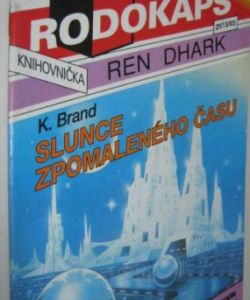 RODOKAPS
KNIHOVNIČKA
REN DHARK
K. Brand
SLUNCE
ZPOMALENÉHO ČASU